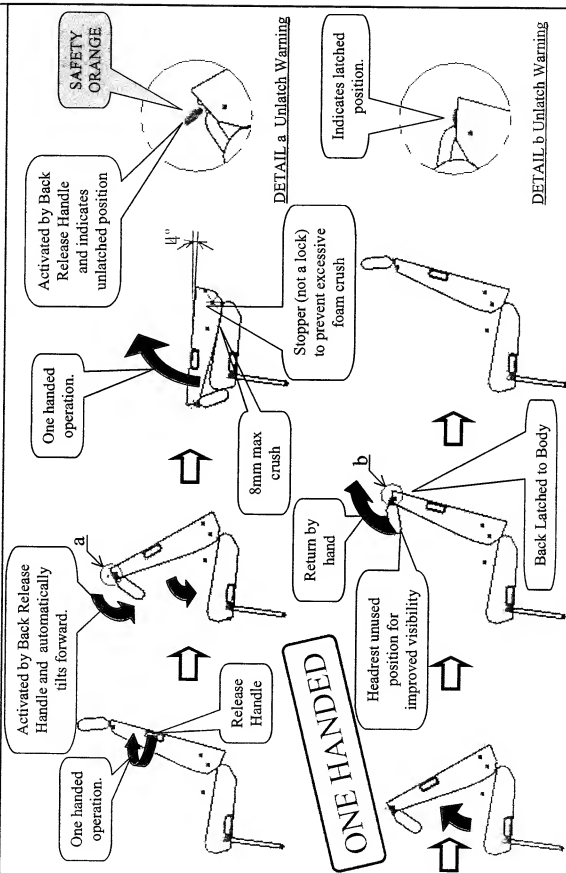 One handed
operation.
Release
Handle
Activated by Back Release
Handle and automatically
tilts forward.
a
One handed
operation.
8mm max
crush
Stopper (not a lock)
to prevent excessive
foam crush
Activated by Back
Release Handle
and indicates
unlatched position
SAFETY
ORANGE
DETAIL a Unlatch Warning
ONE HANDED
Headrest unused
position for
improved visibility
Return by
hand
b
Back Latched to Body
Indicates latched
position.
DETAIL b Unlatch Warning